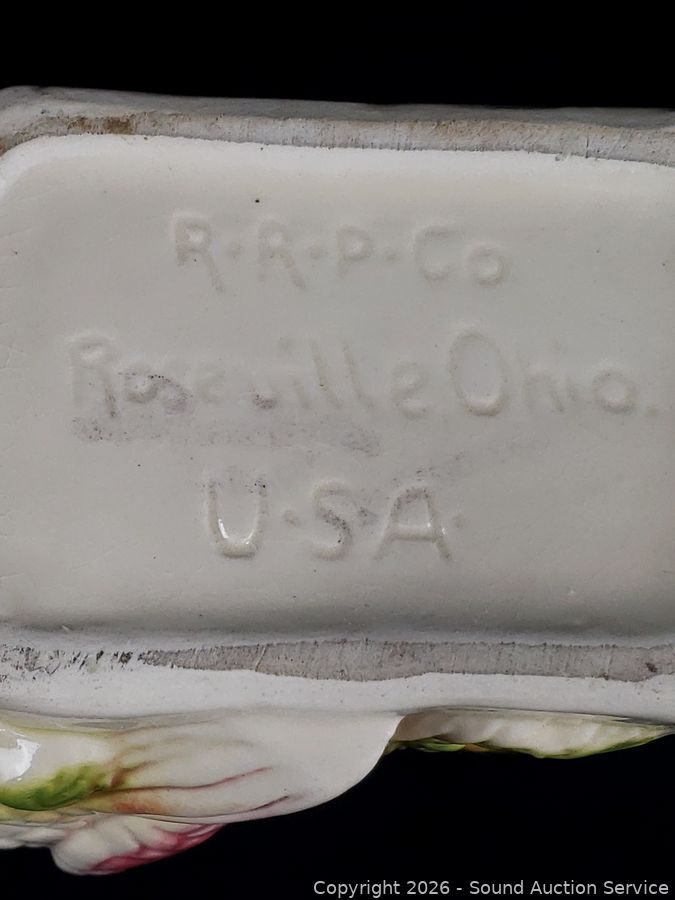 R·R·P·Co
Roseville, Ohio.
U·S·A·
Copyright 2026 - Sound Auction Service